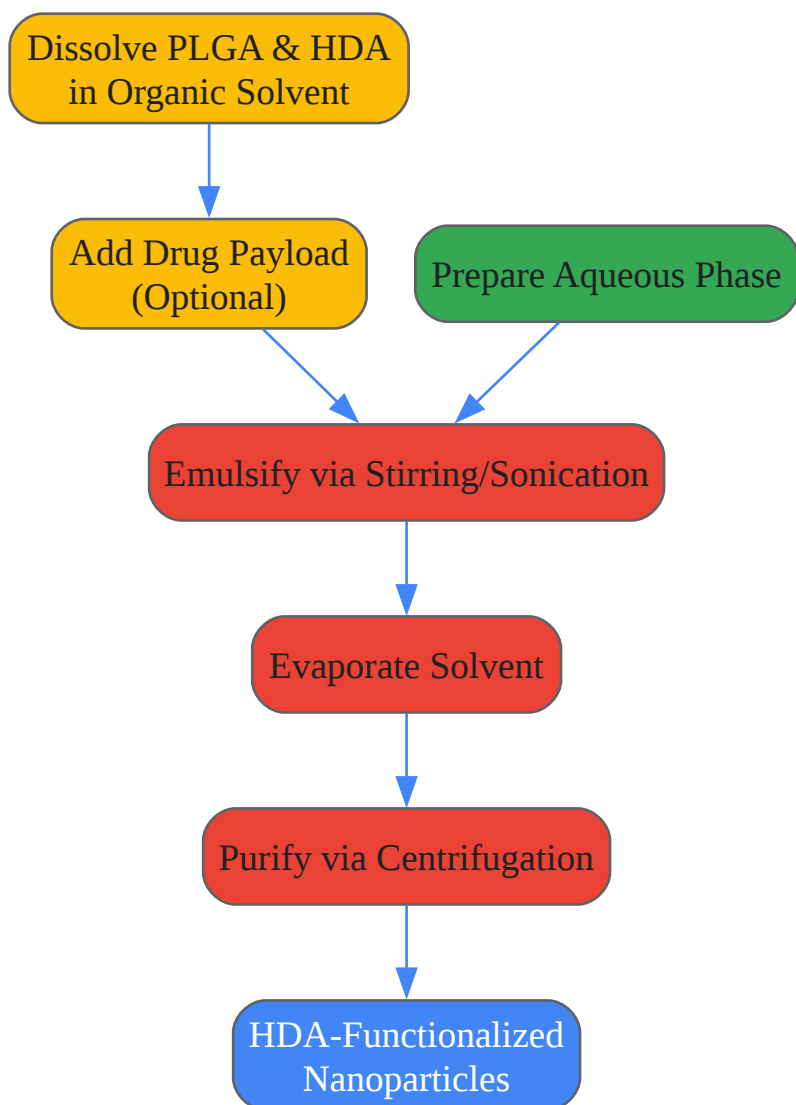 Dissolve PLGA & HDA
in Organic Solvent
Add Drug Payload
(Optional)
Prepare Aqueous Phase
Emulsify via Stirring/Sonication
Evaporate Solvent
Purify via Centrifugation
HDA-Functionalized
Nanoparticles